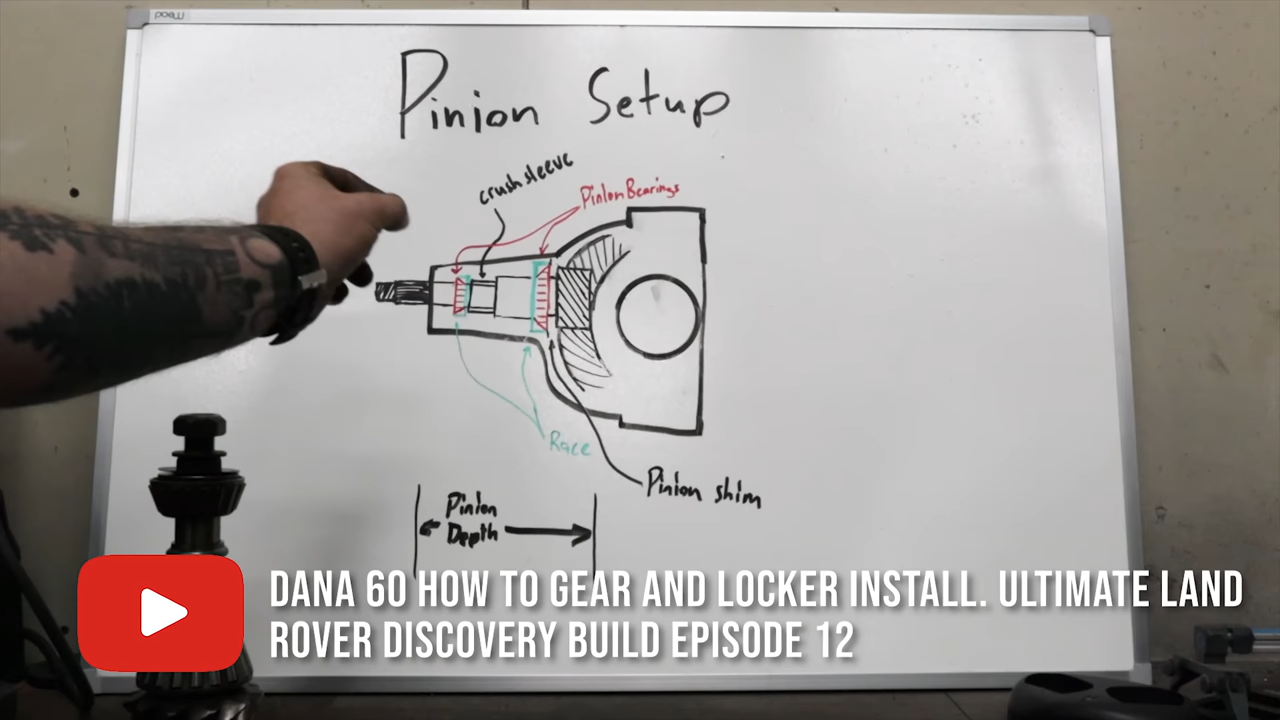 Pinion Setup
crush sleeve
Pinion Bearings
Race
Pinion shim
Pinion
Depth
DANA 60 HOW TO GEAR AND LOCKER INSTALL. ULTIMATE LAND
ROVER DISCOVERY BUILD EPISODE 12